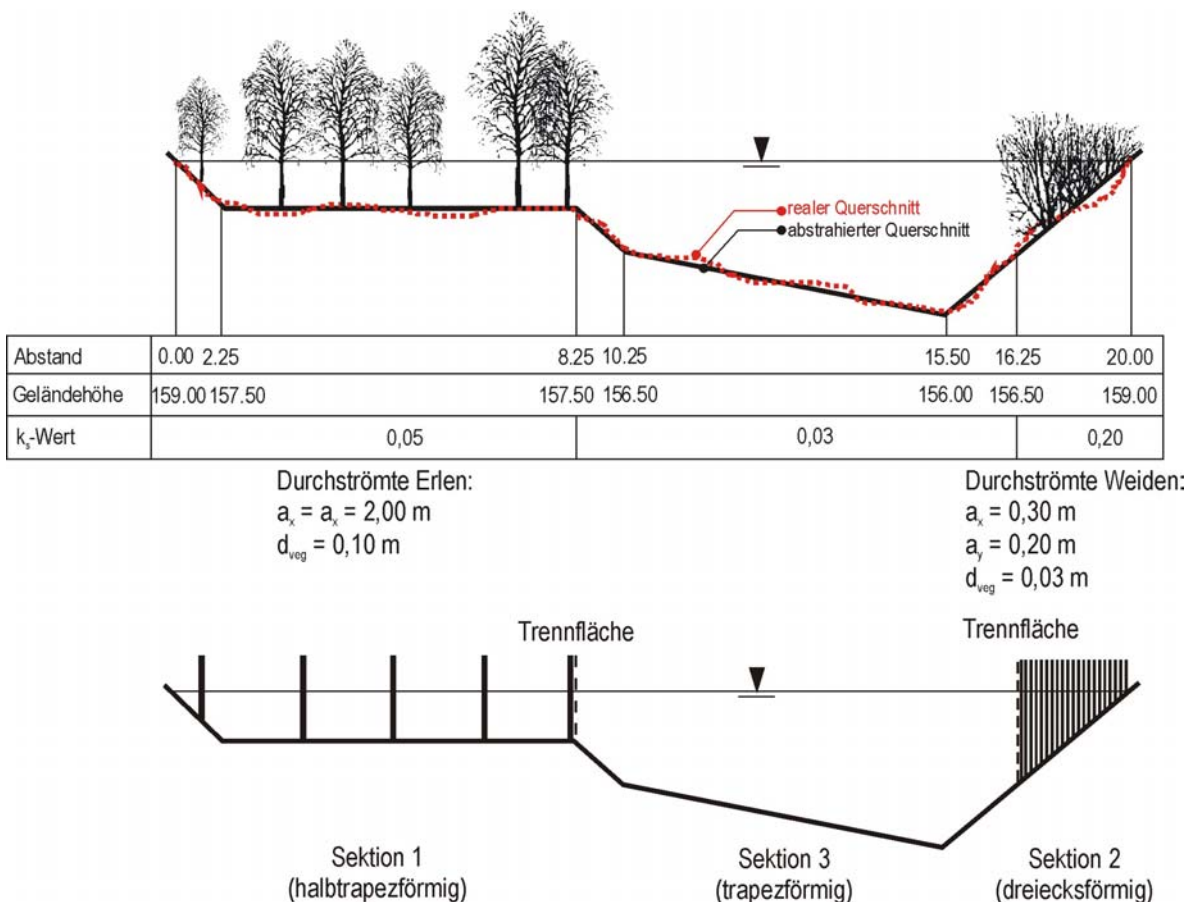 realer Querschnitt
abstrahierter Querschnitt
Abstand 0.00 2.25 8.25 10.25 15.50 16.25 20.00
Geländehöhe 159.00 157.50 157.50 156.50 156.00 156.50 159.00
kₛ-Wert 0,05 0,03 0,20
Durchströmte Erlen:
aₓ = aₓ = 2,00 m
d_veg = 0,10 m
Durchströmte Weiden:
aₓ = 0,30 m
a_y = 0,20 m
d_veg = 0,03 m
Trennfläche
Trennfläche
Sektion 1
(halbtrapezförmig)
Sektion 3
(trapezförmig)
Sektion 2
(dreiecksförmig)